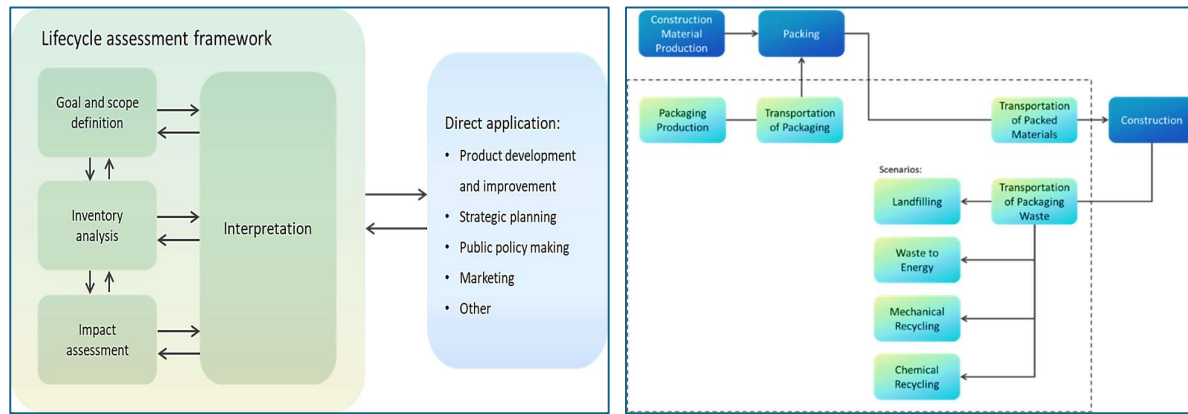 Lifecycle assessment framework
Goal and scope
definition
Inventory
analysis
Impact
assessment
Interpretation
Direct application:
• Product development
and improvement
• Strategic planning
• Public policy making
• Marketing
• Other
Construction
Material
Production
Packing
Packaging
Production
Transportation
of Packaging
Transportation
of Packed
Materials
Construction
Scenarios:
Landfilling
Transportation
of Packaging
Waste
Waste to
Energy
Mechanical
Recycling
Chemical
Recycling